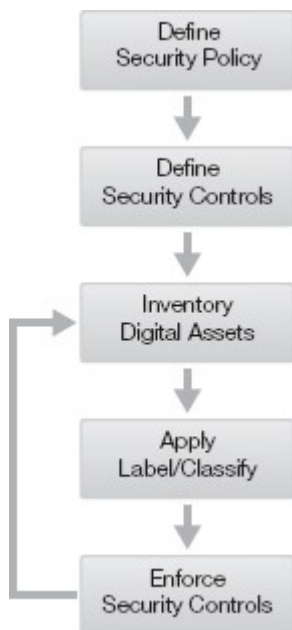 Define
Security Policy
Define
Security Controls
Inventory
Digital Assets
Apply
Label/Classify
Enforce
Security Controls